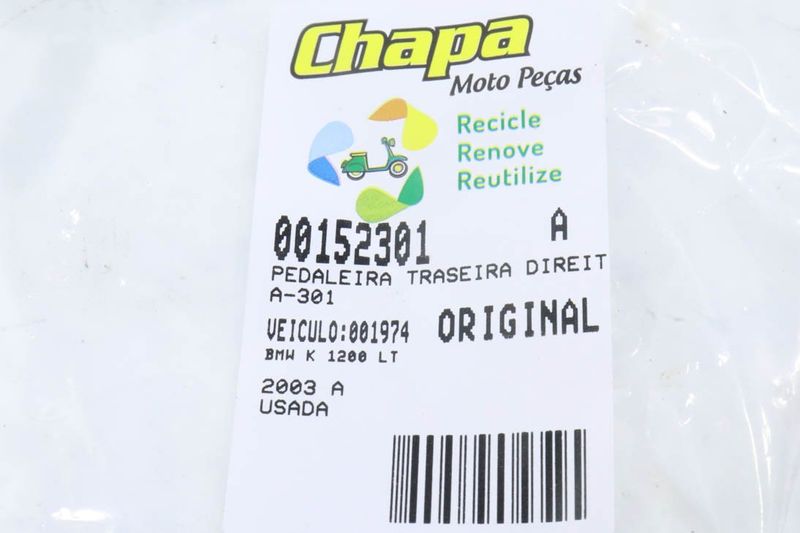 Chapa
Moto Peças
Recicle
Renove
Reutilize
00152301 A
PEDALEIRA TRASEIRA DIREIT
A-301
VEICULO:001974 ORIGINAL
BMW K 1200 LT
2003 A
USADA